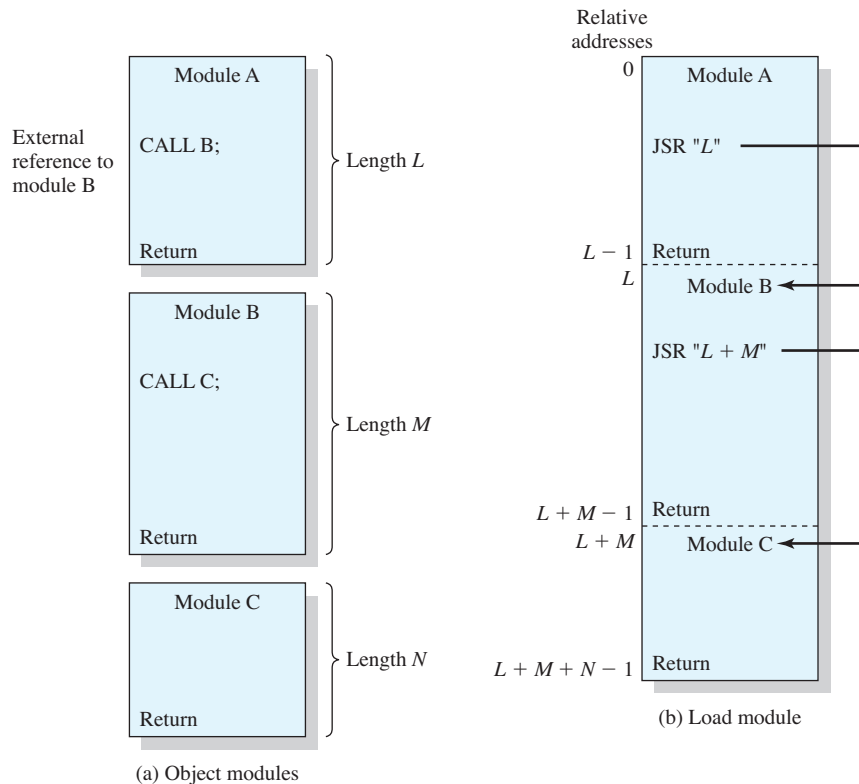 Module A
External
reference to
module B
CALL B;
Length L
Return
Module B
CALL C;
Length M
Return
Module C
Length N
Return
(a) Object modules
Relative
addresses
0
Module A
JSR "L"
L − 1
Return
L
Module B
JSR "L + M"
L + M − 1
Return
L + M
Module C
L + M + N − 1
Return
(b) Load module